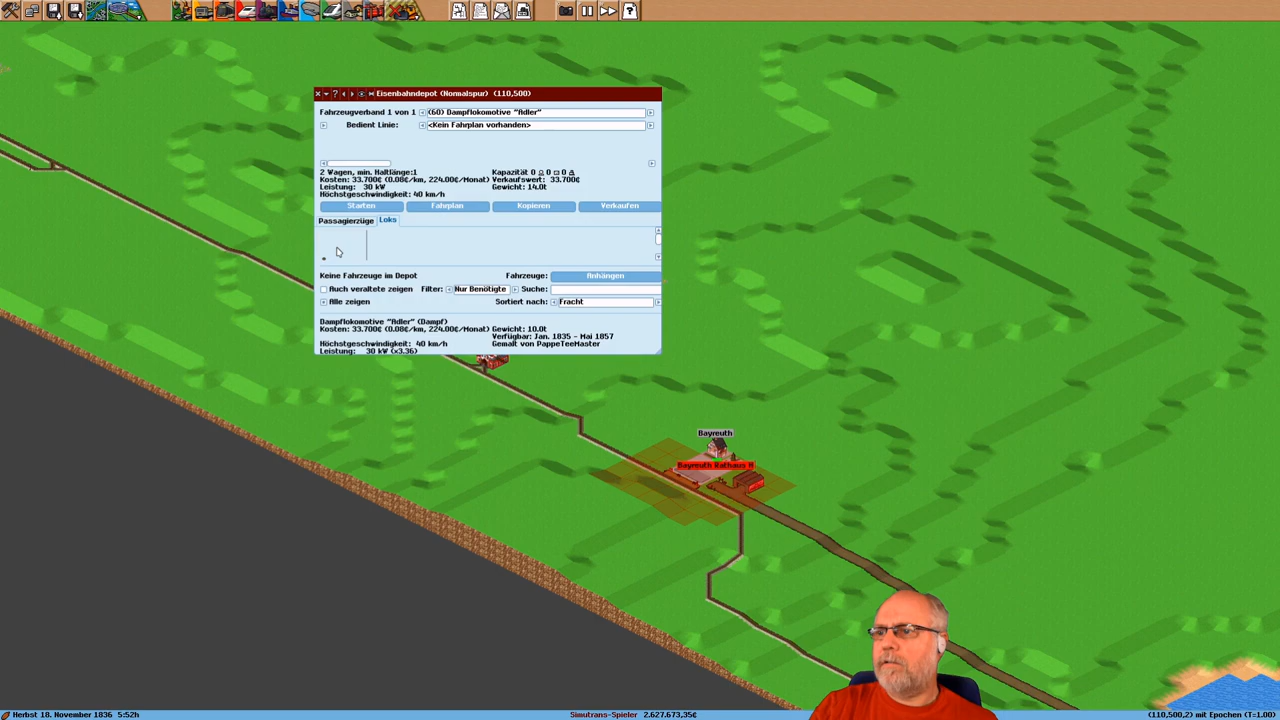 Eisenbahndepot (Normalspur) (110,500)
Fahrzeugverband 1 von 1 (60) Dampflokomotive "Adler"
Bedient Linie: <Kein Fahrplan vorhanden>
2 Wagen, min. Haltlänge:1 Kapazität 0 0 0
Kosten: 33.700¢ (0.08¢/km, 224.00¢/Monat) Verkaufswert: 33.700¢
Leistung: 30 kW Gewicht: 14.0t
Höchstgeschwindigkeit: 40 km/h
Starten Fahrplan Kopieren Verkaufen
Passagierzüge Loks
Keine Fahrzeuge im Depot Fahrzeuge: Anhängen
Auch veraltete zeigen Filter: Nur Benötigte Suche:
Alle zeigen Sortiert nach: Fracht
Dampflokomotive "Adler" (Dampf)
Kosten: 33.700¢ (0.08¢/km, 224.00¢/Monat) Gewicht: 10.0t
Verfügbar: Jan. 1835 - Mai 1857
Höchstgeschwindigkeit: 40 km/h Gemalt von PappeTeeMaster
Leistung: 30 kW (x3.36)
Bayreuth
Bayreuth Rathaus H
Herbst 18. November 1836 5:52h Simutrans-Spieler 2.627.673,35¢ (110,500,2) mit Epochen (T=1.00)